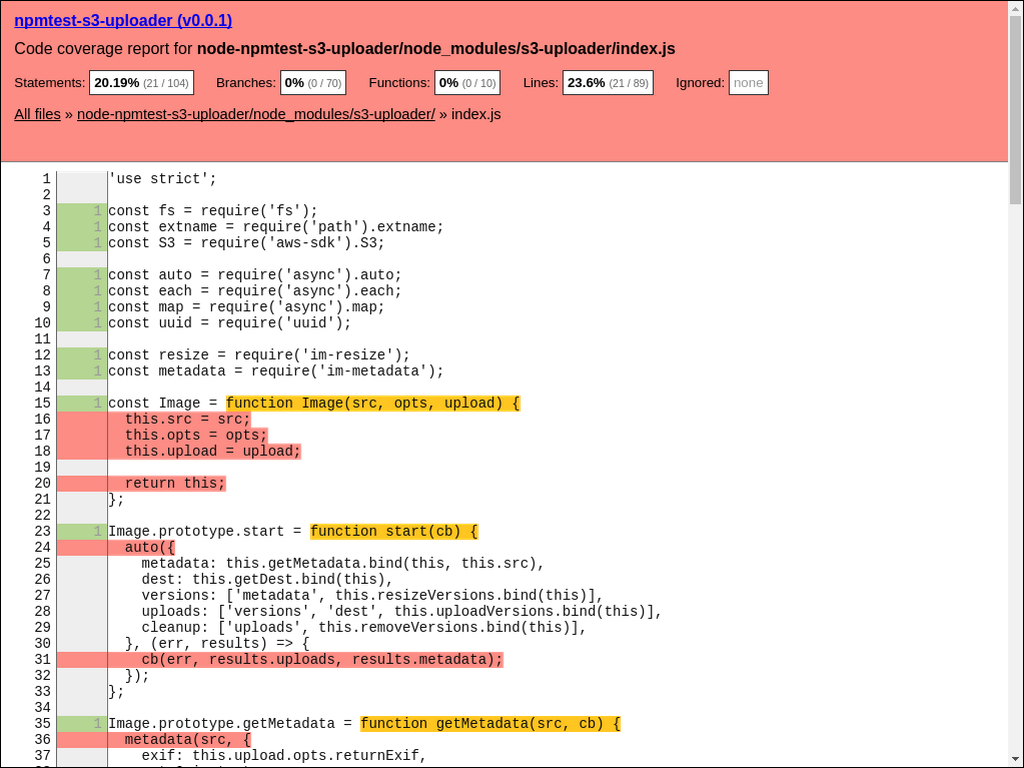 npmtest-s3-uploader (v0.0.1)
Code coverage report for node-npmtest-s3-uploader/node_modules/s3-uploader/index.js
Statements: 20.19% (21 / 104) Branches: 0% (0 / 70) Functions: 0% (0 / 10) Lines: 23.6% (21 / 89) Ignored: none
All files » node-npmtest-s3-uploader/node_modules/s3-uploader/ » index.js
1 'use strict';
2
3 1 const fs = require('fs');
4 1 const extname = require('path').extname;
5 1 const S3 = require('aws-sdk').S3;
6
7 1 const auto = require('async').auto;
8 1 const each = require('async').each;
9 1 const map = require('async').map;
10 1 const uuid = require('uuid');
11
12 1 const resize = require('im-resize');
13 1 const metadata = require('im-metadata');
14
15 1 const Image = function Image(src, opts, upload) {
16 this.src = src;
17 this.opts = opts;
18 this.upload = upload;
19
20 return this;
21 };
22
23 1 Image.prototype.start = function start(cb) {
24 auto({
25 metadata: this.getMetadata.bind(this, this.src),
26 dest: this.getDest.bind(this),
27 versions: ['metadata', this.resizeVersions.bind(this)],
28 uploads: ['versions', 'dest', this.uploadVersions.bind(this)],
29 cleanup: ['uploads', this.removeVersions.bind(this)],
30 }, (err, results) => {
31 cb(err, results.uploads, results.metadata);
32 });
33 };
34
35 1 Image.prototype.getMetadata = function getMetadata(src, cb) {
36 metadata(src, {
37 exif: this.upload.opts.returnExif,